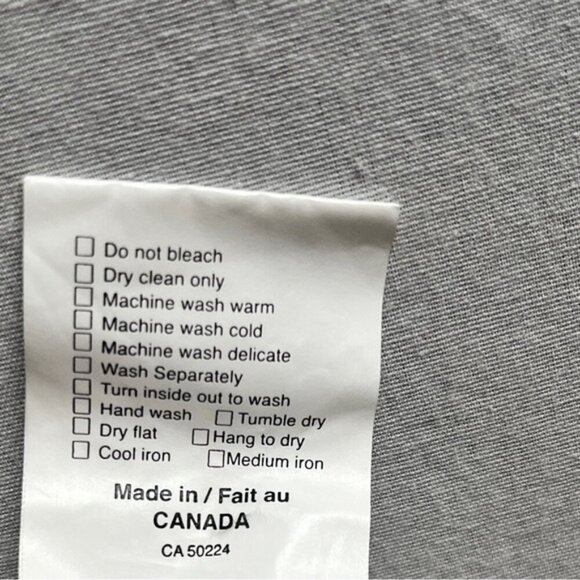 ☐ Do not bleach
☐ Dry clean only
☐ Machine wash warm
☐ Machine wash cold
☐ Machine wash delicate
☐ Wash Separately
☐ Turn inside out to wash
☐ Hand wash ☐ Tumble dry
☐ Dry flat ☐ Hang to dry
☐ Cool iron ☐ Medium iron
Made in / Fait au
CANADA
CA 50224